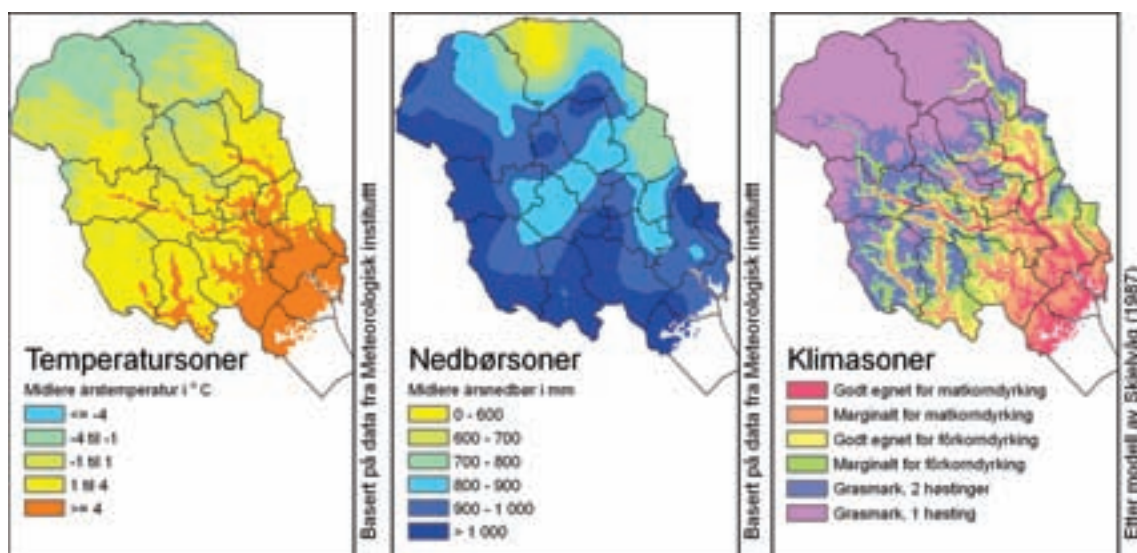 Temperatursoner
Midlere årstemperatur i ° C
<= -4
-4 til -1
-1 til 1
1 til 4
>= 4
Basert på data fra Meteorologisk institutt
Nedbørsoner
Midlere årsnedbør i mm
0 - 600
600 - 700
700 - 800
800 - 900
900 - 1 000
> 1 000
Basert på data fra Meteorologisk institutt
Klimasoner
Godt egnet for matkorndyrking
Marginalt for matkorndyrking
Godt egnet for fôrkorndyrking
Marginalt for fôrkorndyrking
Grasmark, 2 høstinger
Grasmark, 1 høsting
Etter modell av Skjelvåg (1987)